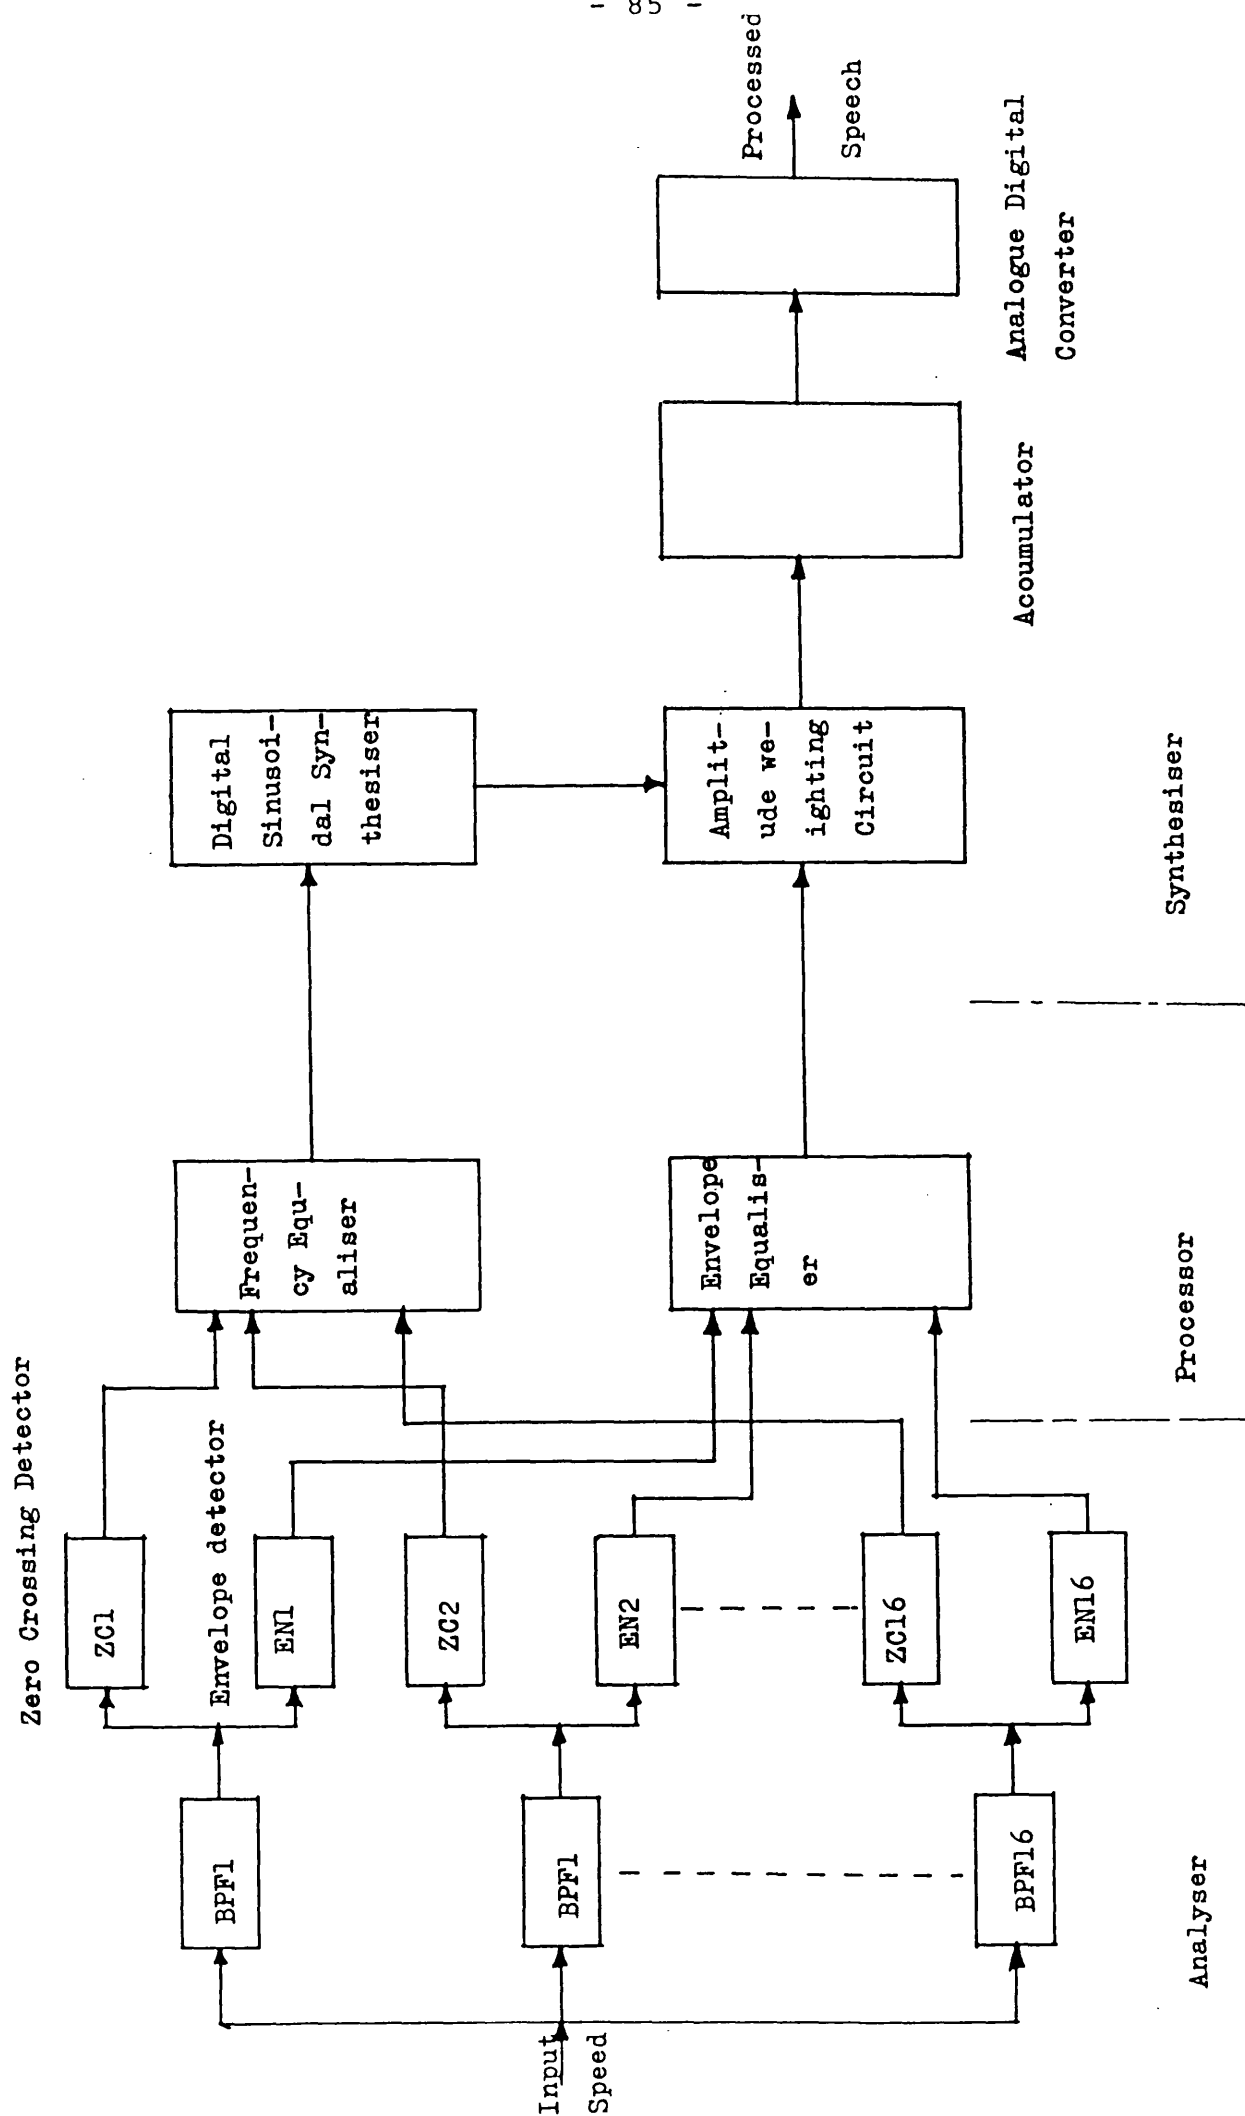 - 85 -
Zero Crossing Detector
Envelope detector
Input
Speed
BPF1
BPF1
BPF16
ZC1
EN1
ZC2
EN2
ZC16
EN16
Frequen-
cy Equ-
aliser
Envelope
Equalis-
er
Digital
Sinusoi-
dal Syn-
thesiser
Amplit-
ude we-
ighting
Circuit
Processed
Speech
Acoumulator
Analogue Digital
Converter
Analyser
Processor
Synthesiser